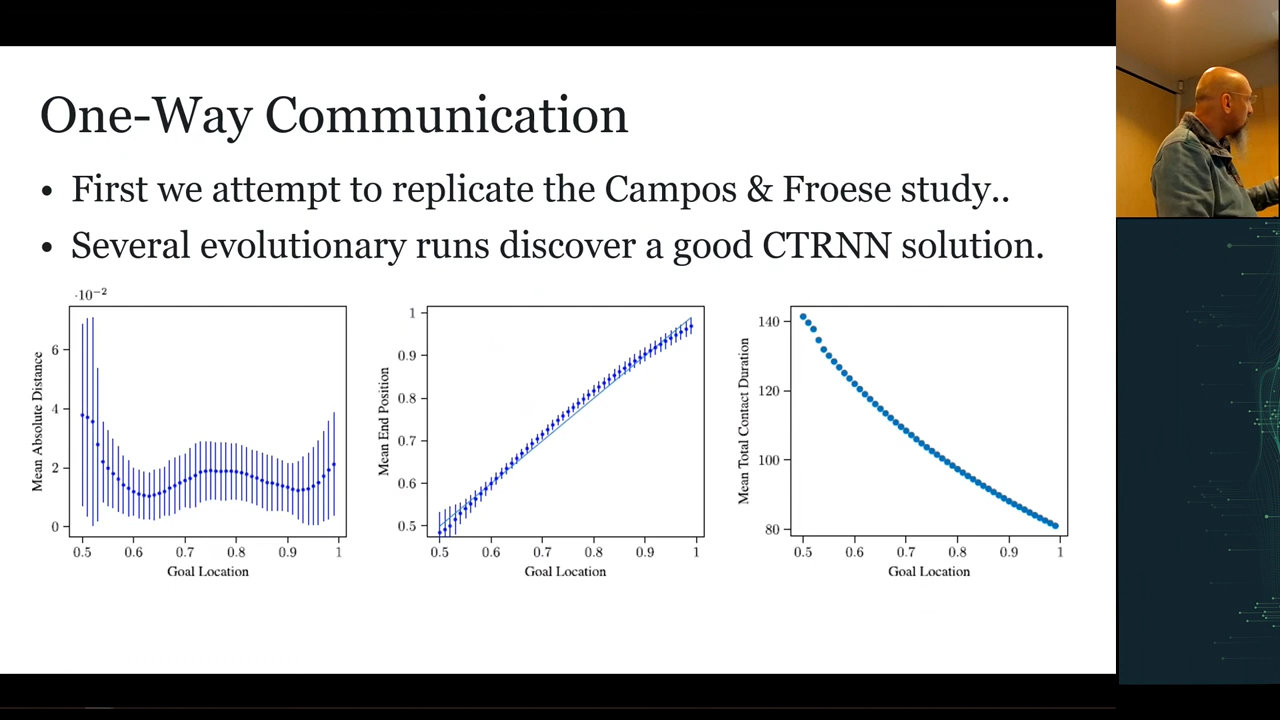 One-Way Communication
• First we attempt to replicate the Campos & Froese study..
• Several evolutionary runs discover a good CTRNN solution.
·10−2
Mean Absolute Distance
6
4
2
0
0.5 0.6 0.7 0.8 0.9 1
Goal Location
Mean End Position
1
0.9
0.8
0.7
0.6
0.5
0.5 0.6 0.7 0.8 0.9 1
Goal Location
Mean Total Contact Duration
140
120
100
80
0.5 0.6 0.7 0.8 0.9 1
Goal Location